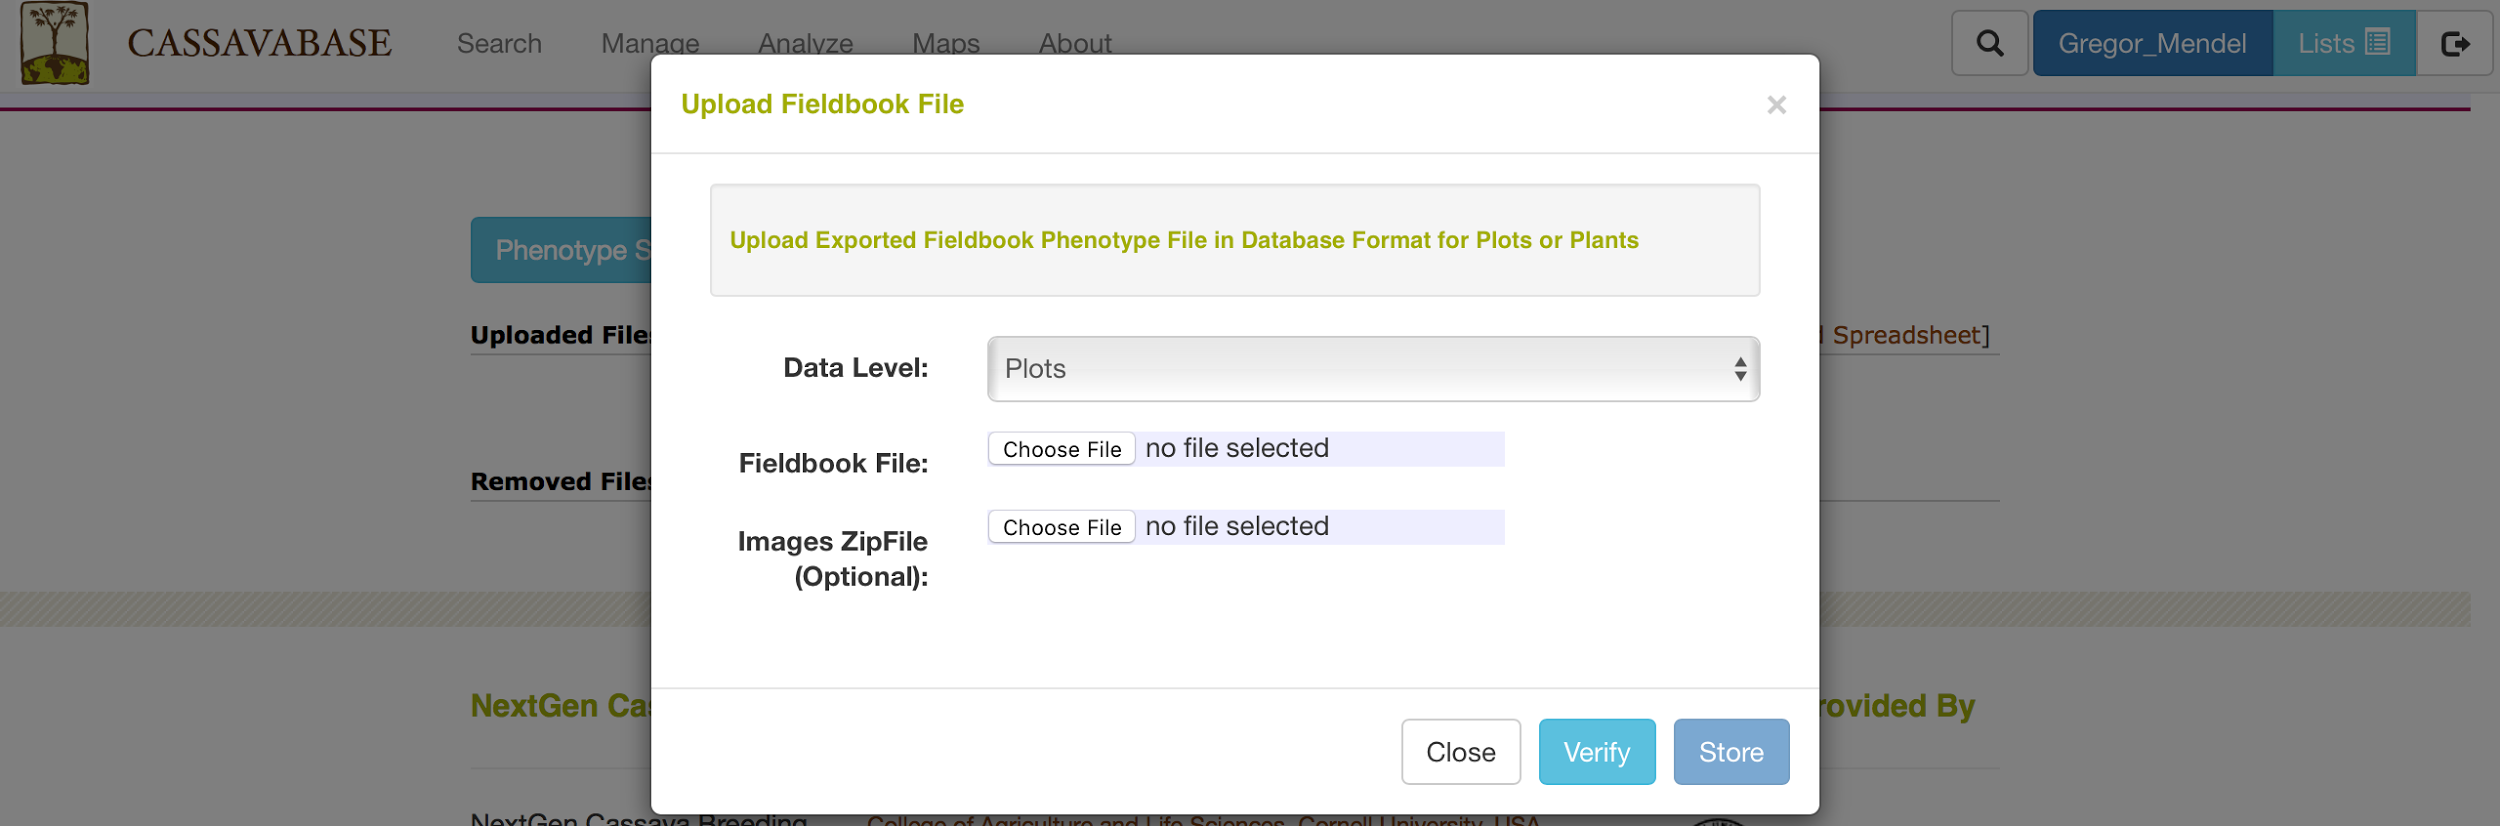 CASSAVABASE Search Manage Analyze Maps About Gregor_Mendel Lists
Upload Fieldbook File ×
Upload Exported Fieldbook Phenotype File in Database Format for Plots or Plants
Phenotype S
Uploaded Files
Spreadsheet]
Data Level: Plots
Fieldbook File: Choose File no file selected
Removed Files
Images ZipFile
(Optional):
Choose File no file selected
NextGen Cas
rovided By
Close Verify Store
NextGen Cassava Breeding
College of Agriculture and Life Sciences, Cornell University, USA